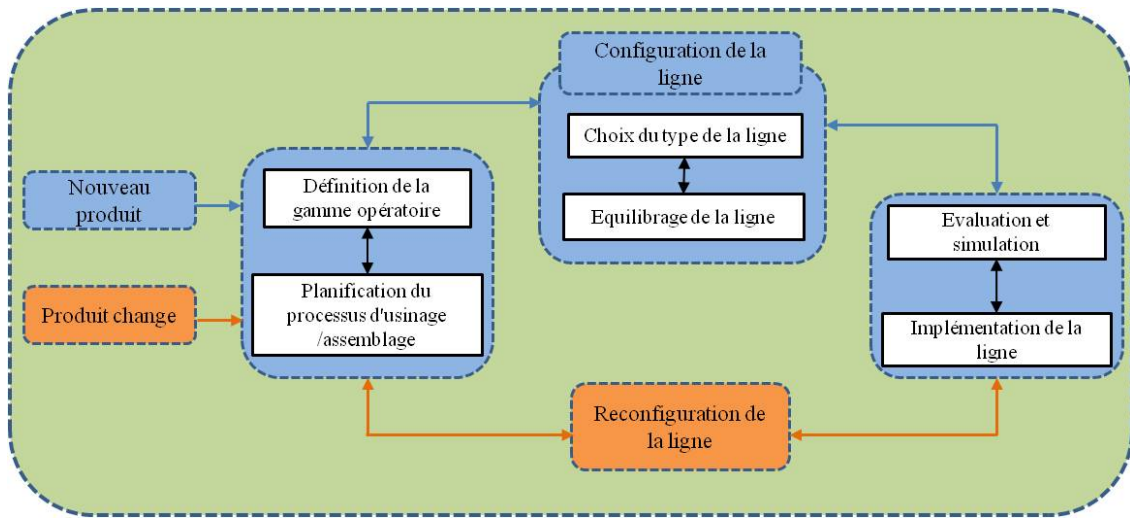 Configuration de la
ligne
Choix du type de la ligne
Equilibrage de la ligne
Nouveau
produit
Définition de la
gamme opératoire
Planification du
processus d'usinage
/assemblage
Produit change
Evaluation et
simulation
Implémentation de la
ligne
Reconfiguration de
la ligne